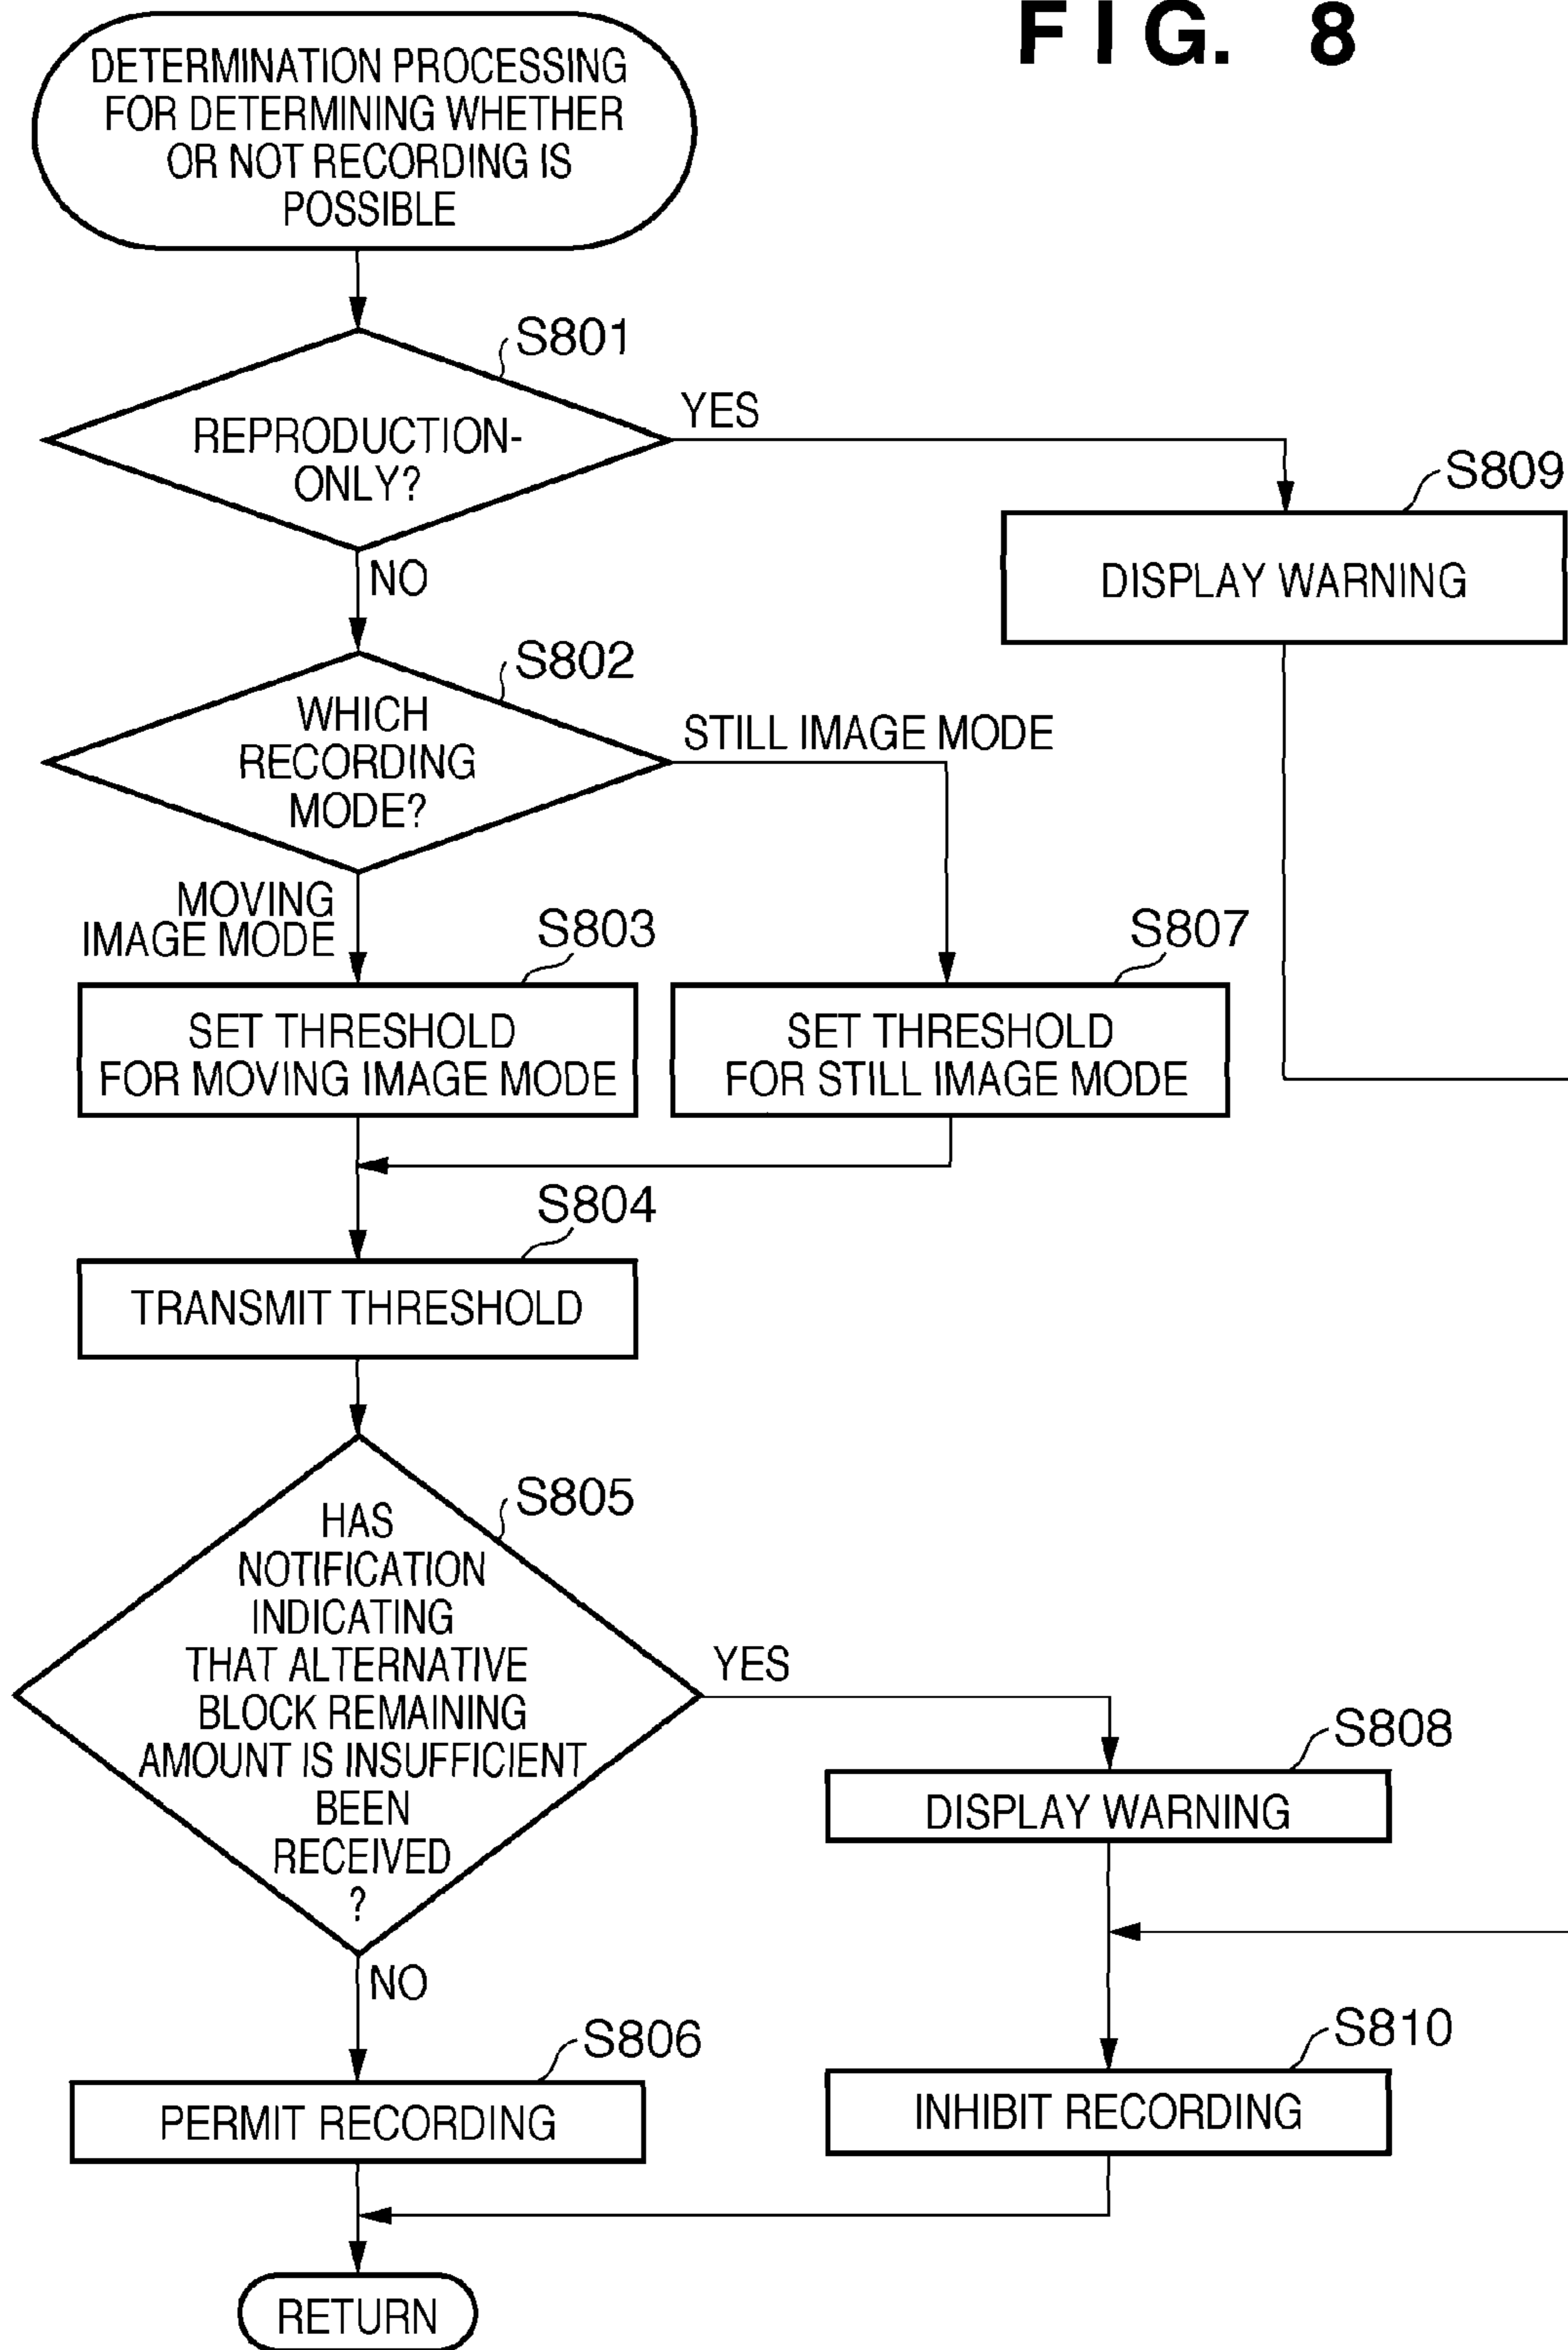 FIG. 8
DETERMINATION PROCESSING
FOR DETERMINING WHETHER
OR NOT RECORDING IS
POSSIBLE
S801
REPRODUCTION-
ONLY?
YES
NO
S809
DISPLAY WARNING
S802
WHICH
RECORDING
MODE?
STILL IMAGE MODE
MOVING
IMAGE MODE
S803
SET THRESHOLD
FOR MOVING IMAGE MODE
S807
SET THRESHOLD
FOR STILL IMAGE MODE
S804
TRANSMIT THRESHOLD
S805
HAS
NOTIFICATION
INDICATING
THAT ALTERNATIVE
BLOCK REMAINING
AMOUNT IS INSUFFICIENT
BEEN
RECEIVED
?
YES
NO
S808
DISPLAY WARNING
S806
PERMIT RECORDING
S810
INHIBIT RECORDING
RETURN